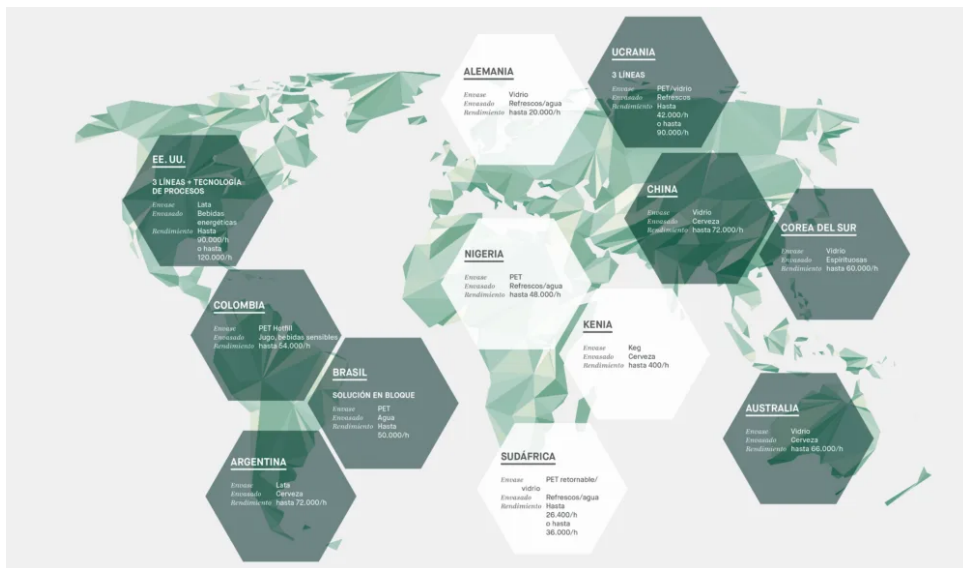 ALEMANIA
Envase Vidrio
Envasado Refrescos/agua
Rendimiento hasta 20.000/h
UCRANIA
3 LÍNEAS
Envase PET/vidrio
Envasado Refrescos
Rendimiento Hasta
42.000/h
o hasta
90.000/h
EE. UU.
3 LÍNEAS + TECNOLOGÍA
DE PROCESOS
Envase Lata
Envasado Bebidas
energéticas
Rendimiento Hasta
90.000/h
o hasta
120.000/h
CHINA
Envase Vidrio
Envasado Cerveza
Rendimiento hasta 72.000/h
COREA DEL SUR
Envase Vidrio
Envasado Espirituosas
Rendimiento hasta 60.000/h
NIGERIA
Envase PET
Envasado Refrescos/agua
Rendimiento hasta 48.000/h
COLOMBIA
Envase PET Hotfill
Envasado Jugo, bebidas sensibles
Rendimiento hasta 54.000/h
KENIA
Envase Keg
Envasado Cerveza
Rendimiento hasta 400/h
BRASIL
SOLUCIÓN EN BLOQUE
Envase PET
Envasado Agua
Rendimiento Hasta
50.000/h
AUSTRALIA
Envase Vidrio
Envasado Cerveza
Rendimiento hasta 66.000/h
ARGENTINA
Envase Lata
Envasado Cerveza
Rendimiento hasta 72.000/h
SUDÁFRICA
Envase PET retornable/
vidrio
Envasado Refrescos/agua
Rendimiento Hasta
26.400/h
o hasta
36.000/h